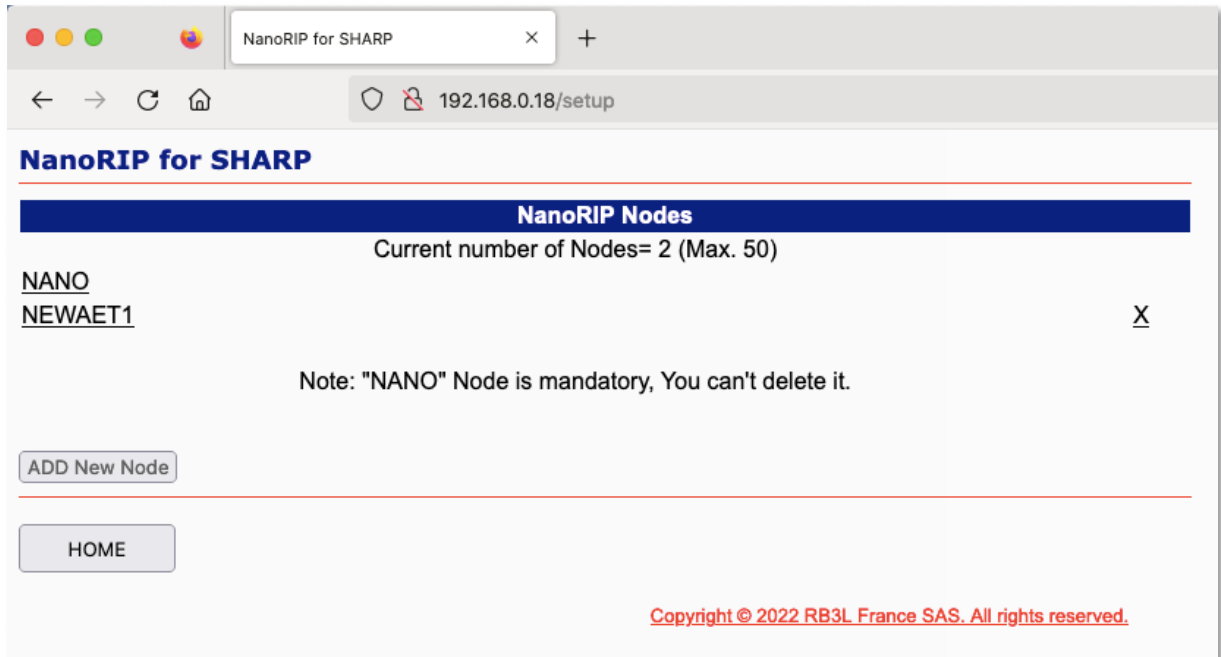 NanoRIP for SHARP
192.168.0.18/setup
NanoRIP for SHARP
NanoRIP Nodes
Current number of Nodes= 2 (Max. 50)
NANO
NEWAET1 X
Note: "NANO" Node is mandatory, You can't delete it.
ADD New Node
HOME
Copyright © 2022 RB3L France SAS. All rights reserved.